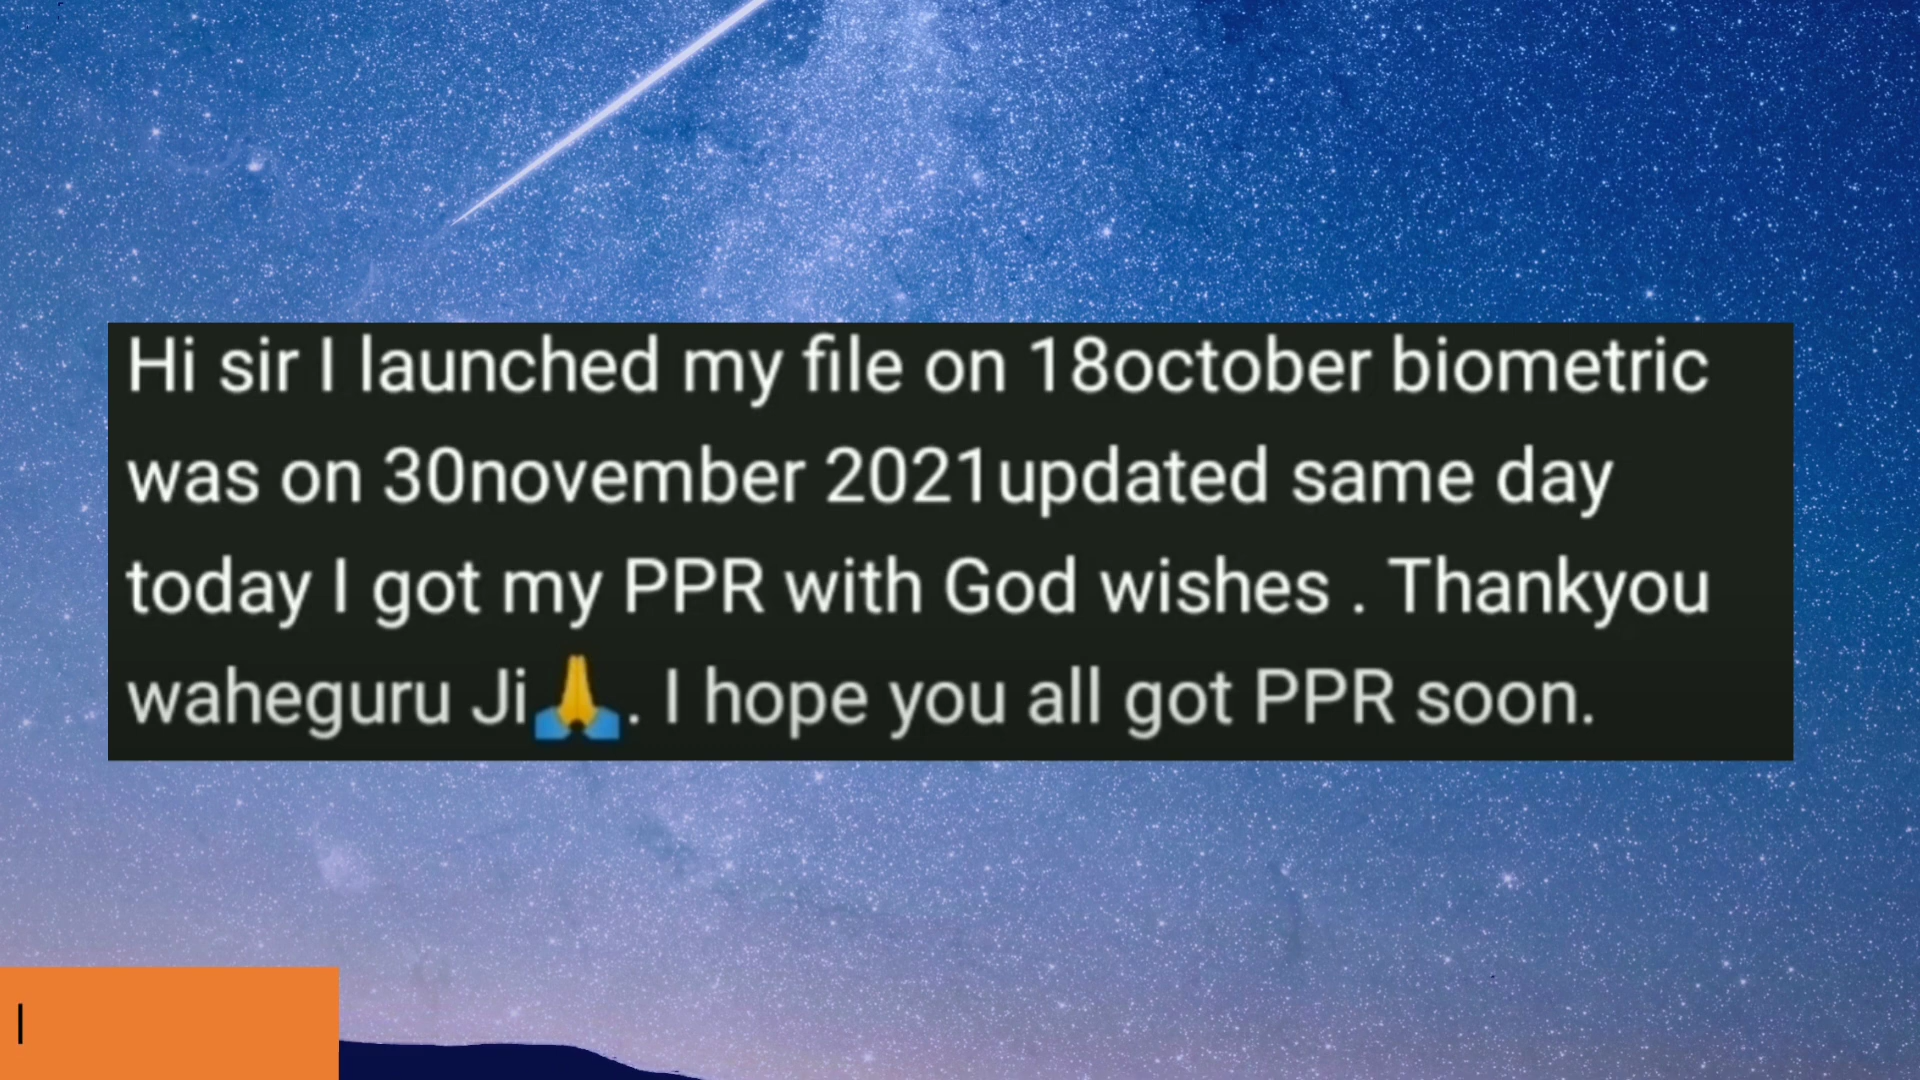 Hi sir I launched my file on 18october biometric
was on 30november 2021updated same day
today I got my PPR with God wishes . Thankyou
waheguru Ji🙏. I hope you all got PPR soon.